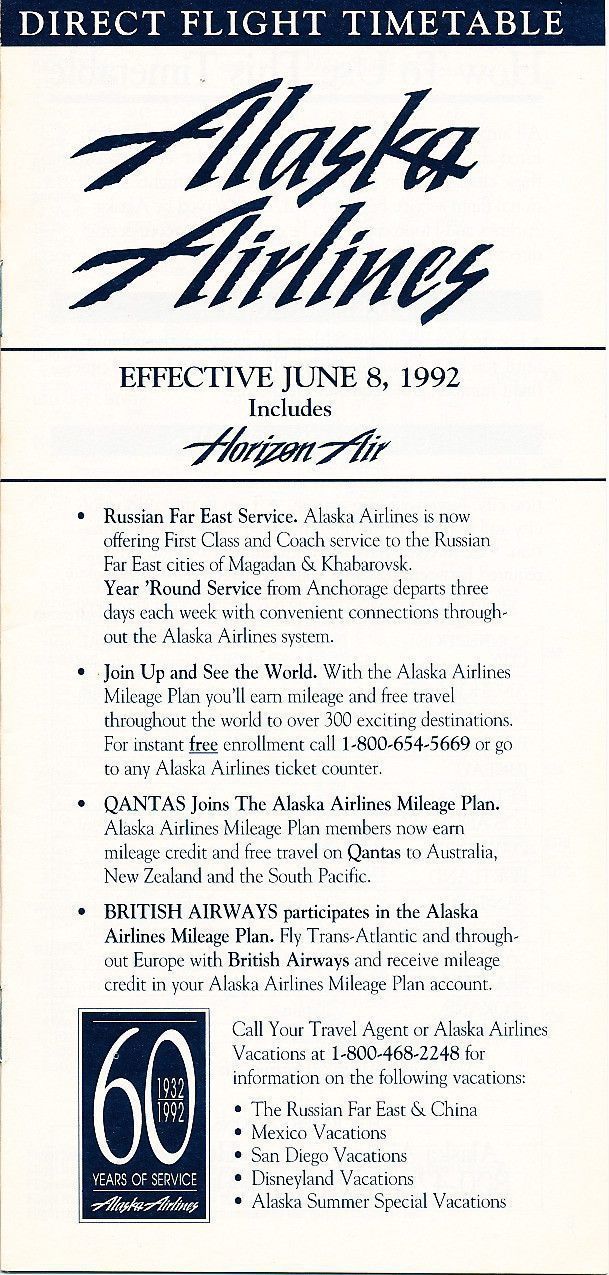 DIRECT FLIGHT TIMETABLE
Alaska
Airlines
EFFECTIVE JUNE 8, 1992
Includes
Horizon Air
• Russian Far East Service. Alaska Airlines is now
offering First Class and Coach service to the Russian
Far East cities of Magadan & Khabarovsk.
Year 'Round Service from Anchorage departs three
days each week with convenient connections through-
out the Alaska Airlines system.
• Join Up and See the World. With the Alaska Airlines
Mileage Plan you'll earn mileage and free travel
throughout the world to over 300 exciting destinations.
For instant free enrollment call 1-800-654-5669 or go
to any Alaska Airlines ticket counter.
• QANTAS Joins The Alaska Airlines Mileage Plan.
Alaska Airlines Mileage Plan members now earn
mileage credit and free travel on Qantas to Australia,
New Zealand and the South Pacific.
• BRITISH AIRWAYS participates in the Alaska
Airlines Mileage Plan. Fly Trans-Atlantic and through-
out Europe with British Airways and receive mileage
credit in your Alaska Airlines Mileage Plan account.
60
1932
1992
YEARS OF SERVICE
Alaska Airlines
Call Your Travel Agent or Alaska Airlines
Vacations at 1-800-468-2248 for
information on the following vacations:
• The Russian Far East & China
• Mexico Vacations
• San Diego Vacations
• Disneyland Vacations
• Alaska Summer Special Vacations